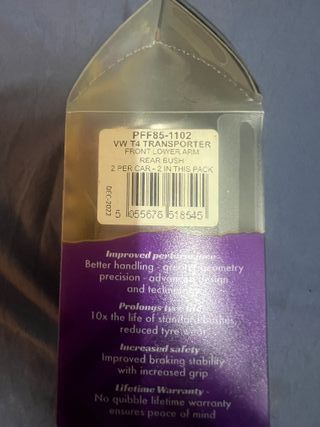 PFF85-1102
VW T4 TRANSPORTER
FRONT LOWER ARM
REAR BUSH
2 PER CAR - 2 IN THIS PACK
DEC-2023
5 055676 618545
Improved performance
Better handling - greater geometry
precision - advanced design
and
Prolongs tyre life
10x the life of standard bushes,
reduced tyre wear
Increased safety -
Improved braking stability
with increased grip
Lifetime Warranty -
No quibble lifetime warranty
ensures peace of mind